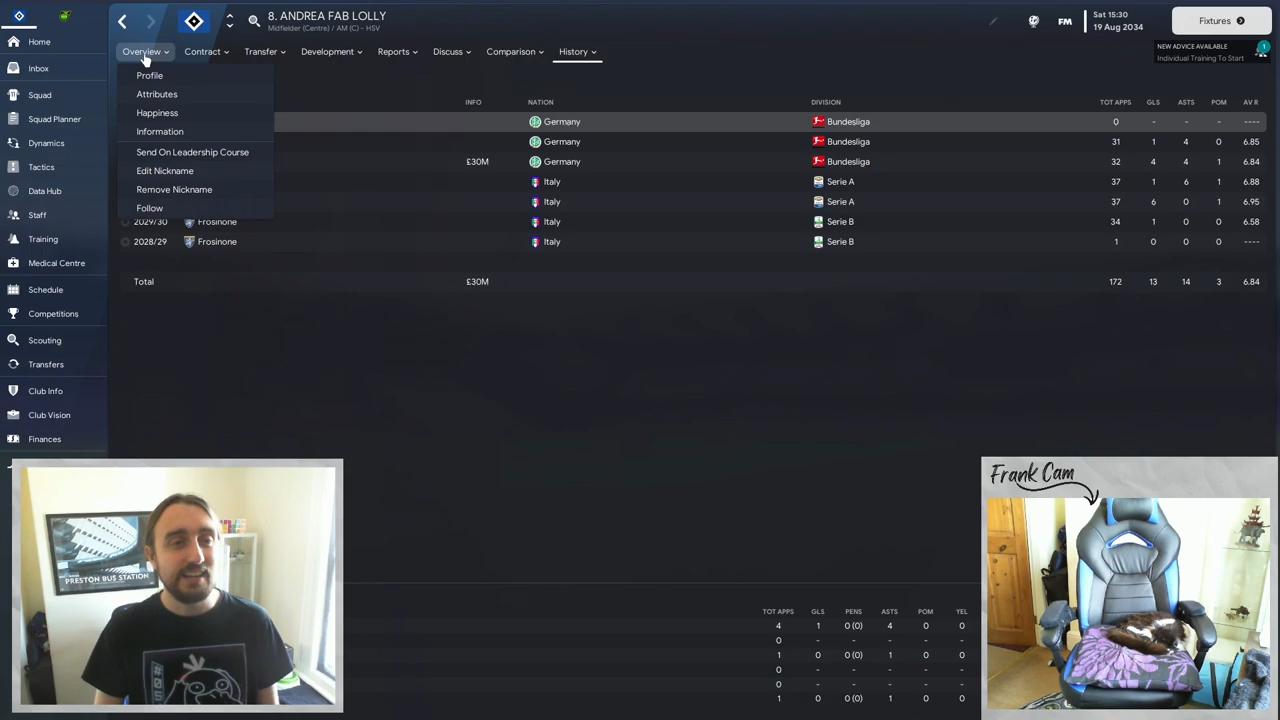 8. ANDREA FAB LOLLY
Midfielder (Centre) / AM (C) - HSV
FM
Sat 15:30
19 Aug 2034
Fixtures
Overview Contract Transfer Development Reports Discuss Comparison History
NEW ADVICE AVAILABLE
Individual Training To Start
1
Home
Inbox
Squad
Squad Planner
Dynamics
Tactics
Data Hub
Staff
Training
Medical Centre
Schedule
Competitions
Scouting
Transfers
Club Info
Club Vision
Finances
Profile
Attributes
Happiness
Information
Send On Leadership Course
Edit Nickname
Remove Nickname
Follow
INFO NATION DIVISION TOT APPS GLS ASTS POM AV R
Germany Bundesliga 0 - - - ----
Germany Bundesliga 31 1 4 0 6.85
£30M Germany Bundesliga 32 4 4 1 6.84
Italy Serie A 37 1 6 1 6.88
Italy Serie A 37 6 0 1 6.95
2029/30 Frosinone Italy Serie B 34 1 0 0 6.58
2028/29 Frosinone Italy Serie B 1 0 0 0 ----
Total £30M 172 13 14 3 6.84
TOT APPS GLS PENS ASTS POM YEL
4 1 0 (0) 4 0 0
0 - - - - -
1 0 0 (0) 1 0 0
0 - - - - -
0 - - - - -
1 0 0 (0) 1 0 0
PRESTON BUS STATION
Frank Cam